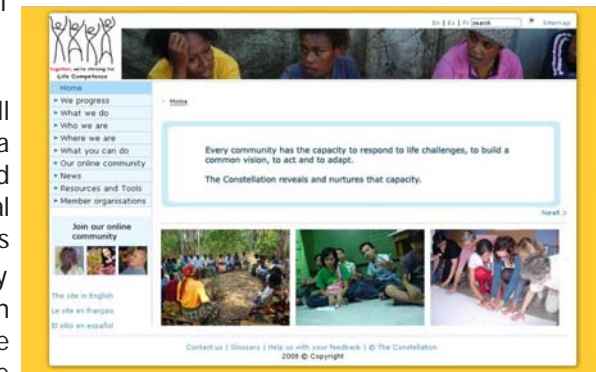 ll
a
d
al
s
y
n
e
En | Es | Fr search Sitemap
together, we're striving for
Life Competence
Home
We progress
What we do
Who we are
Where we are
What you can do
Our online community
News
Resources and Tools
Member organisations
Join our online
community
The site in English
Le site en français
El sitio en español
Home
Every community has the capacity to respond to life challenges, to build a
common vision, to act and to adapt.
The Constellation reveals and nurtures that capacity.
Next >
Contact us | Glossary | Help us with your feedback | © The Constellation
2008 © Copyright